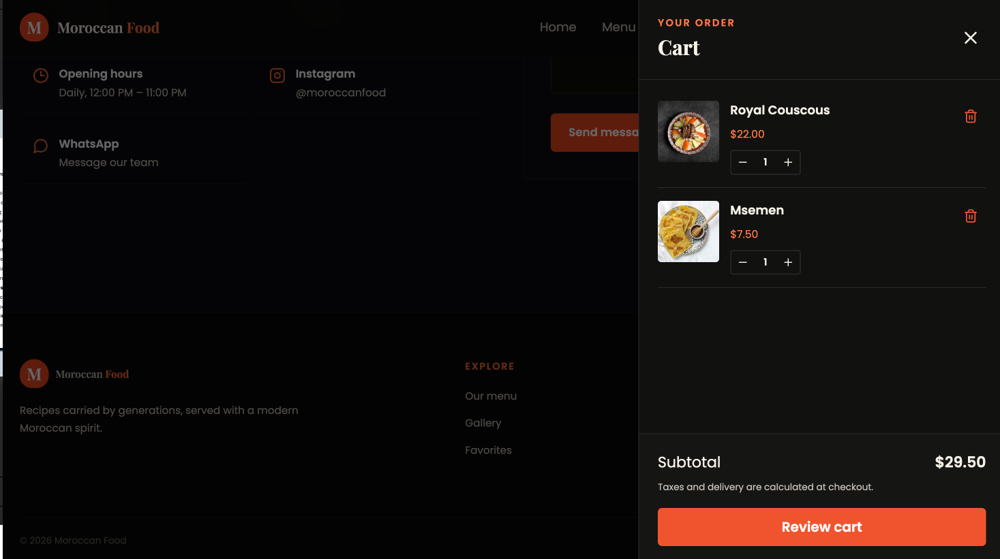 M Moroccan Food
Home Menu
Opening hours
Daily, 12:00 PM – 11:00 PM
Instagram
@moroccanfood
WhatsApp
Message our team
Send messa
M Moroccan Food
Recipes carried by generations, served with a modern
Moroccan spirit.
EXPLORE
Our menu
Gallery
Favorites
© 2026 Moroccan Food
YOUR ORDER
Cart
Royal Couscous
$22.00
− 1 +
Msemen
$7.50
− 1 +
Subtotal $29.50
Taxes and delivery are calculated at checkout.
Review cart